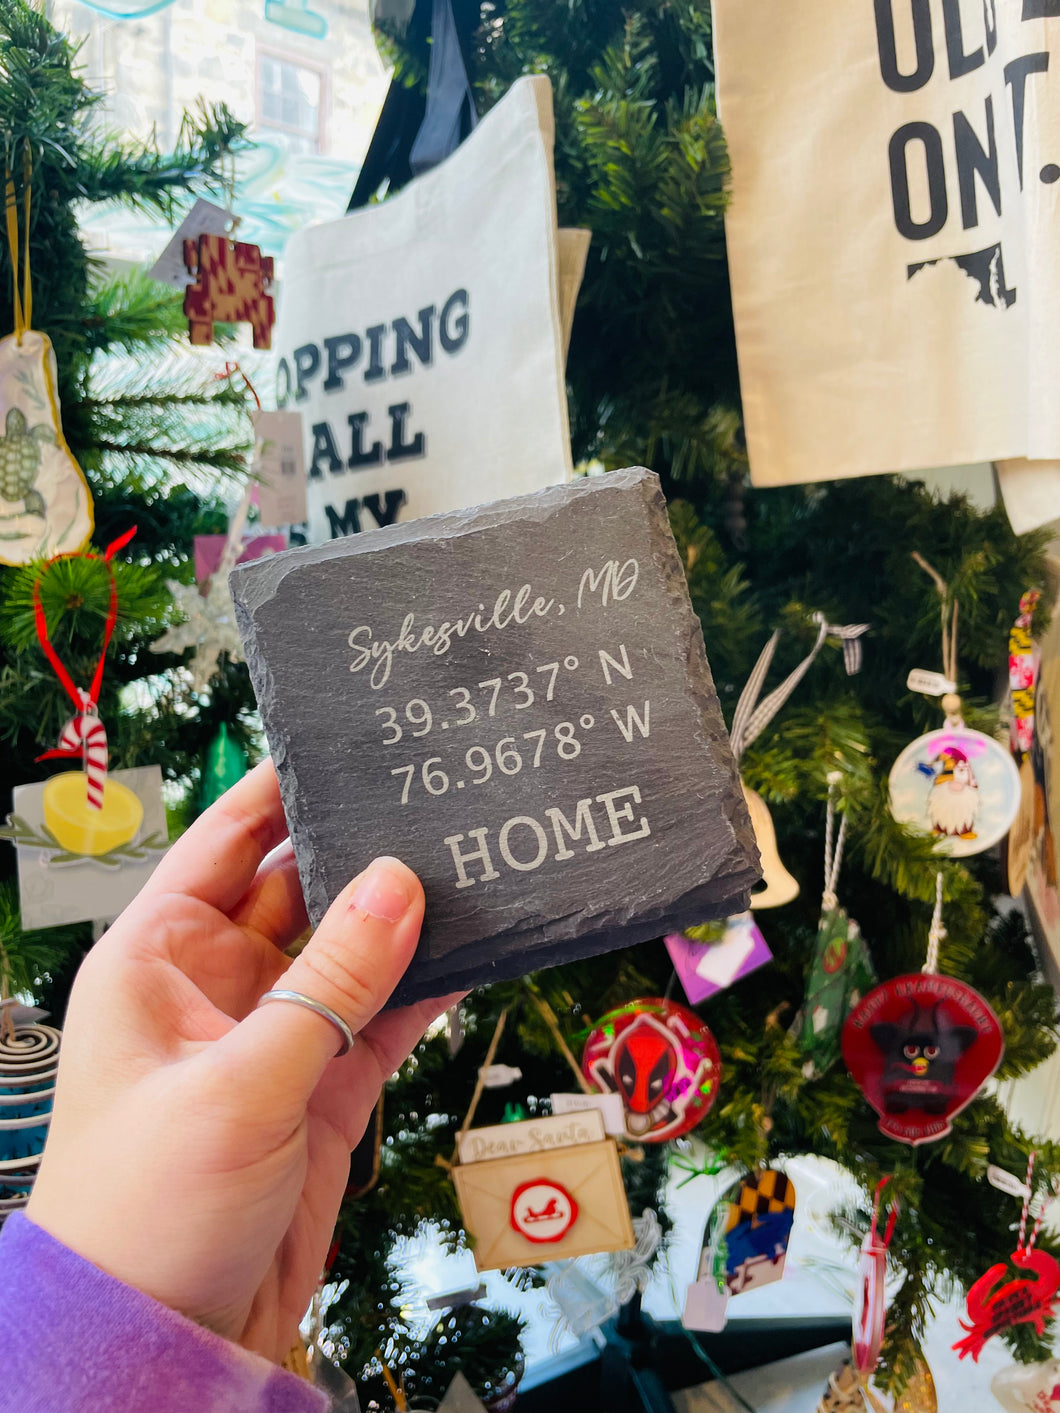 OLD
ONT.
OPPING
ALL
MY
Sykesville, MD
39.3737° N
76.9678° W
HOME
Dear Santa